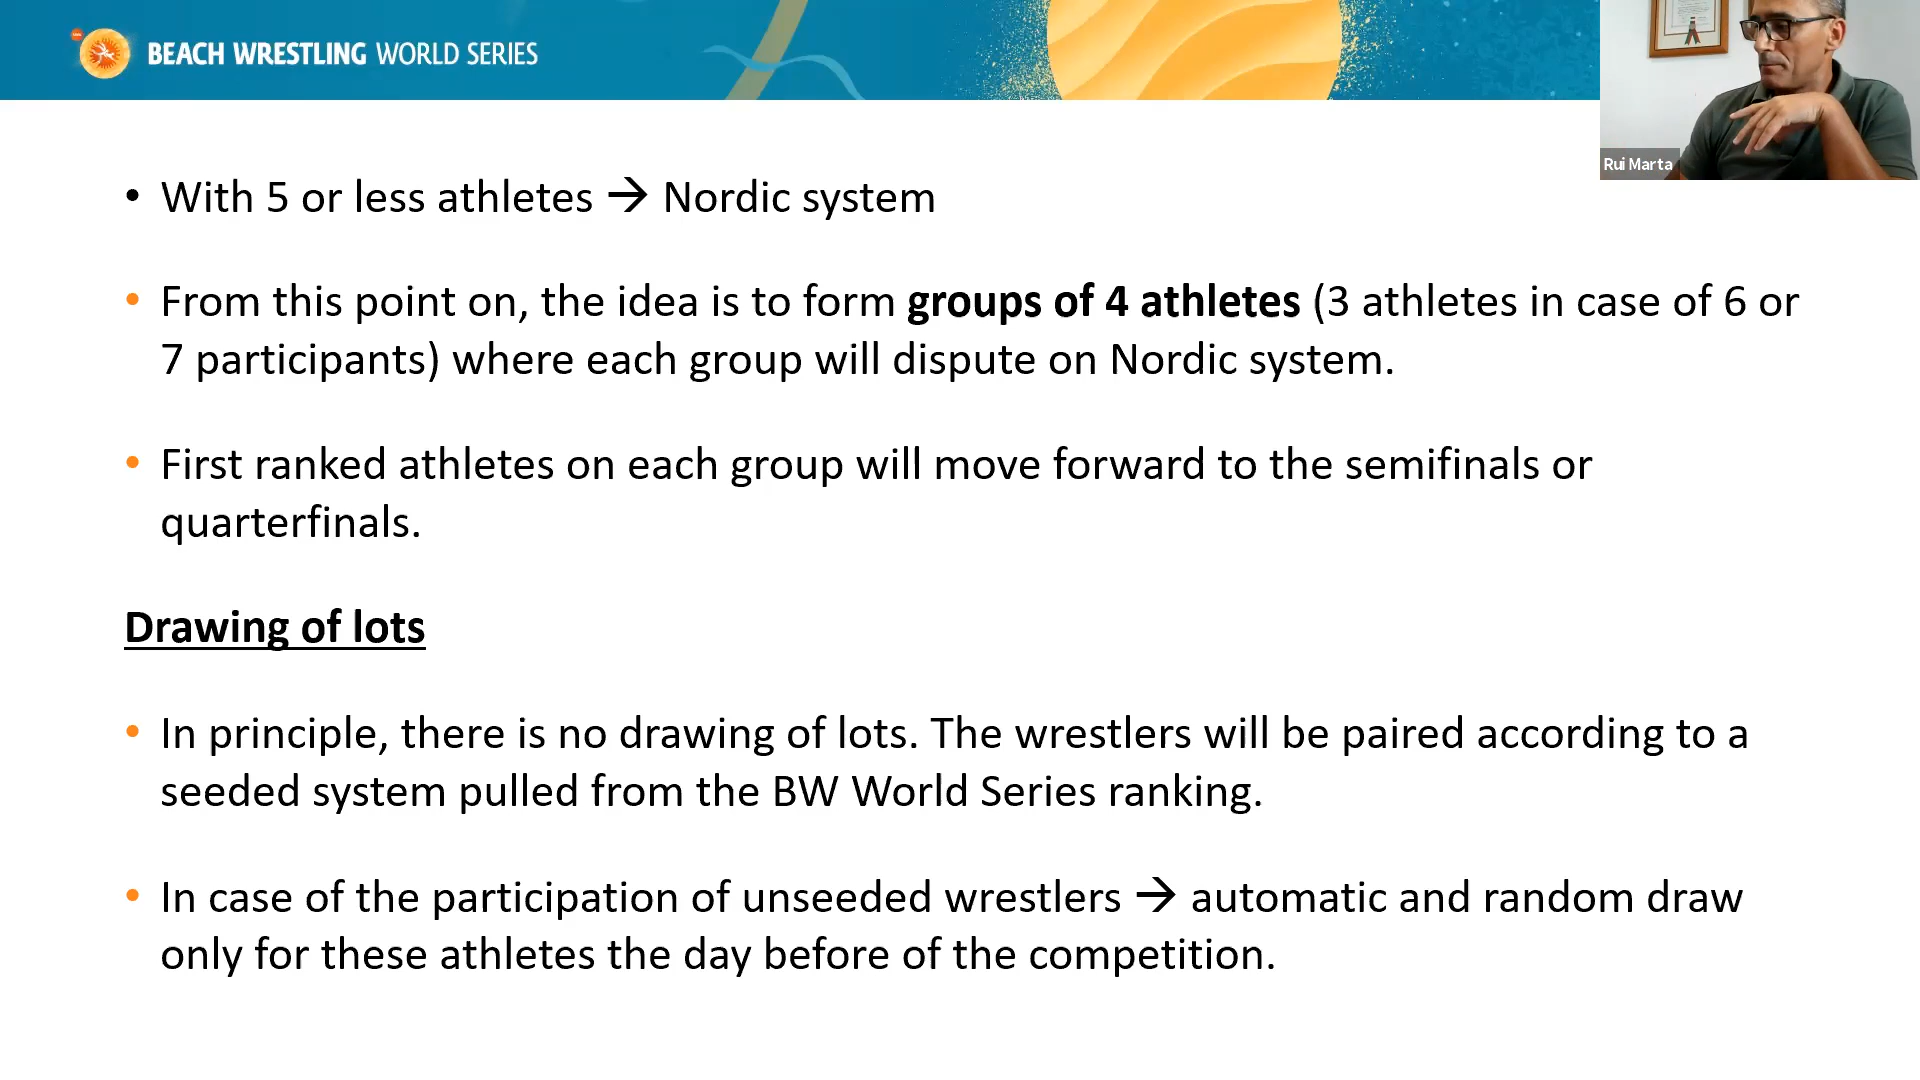 BEACH WRESTLING WORLD SERIES
Rui Marta
• With 5 or less athletes → Nordic system
• From this point on, the idea is to form groups of 4 athletes (3 athletes in case of 6 or
7 participants) where each group will dispute on Nordic system.
• First ranked athletes on each group will move forward to the semifinals or
quarterfinals.
Drawing of lots
• In principle, there is no drawing of lots. The wrestlers will be paired according to a
seeded system pulled from the BW World Series ranking.
• In case of the participation of unseeded wrestlers → automatic and random draw
only for these athletes the day before of the competition.